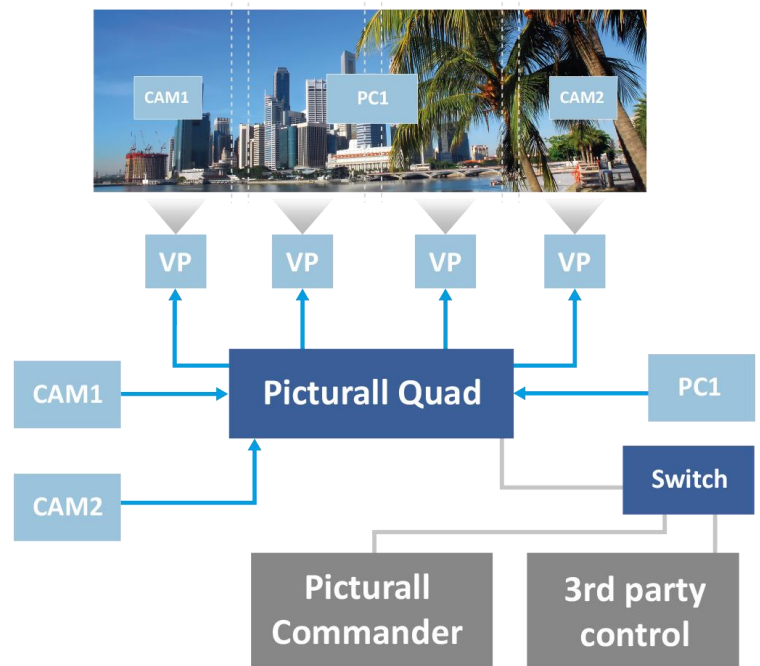 CAM1
PC1
CAM2
VP
VP
VP
VP
CAM1
Picturall Quad
PC1
CAM2
Switch
Picturall
Commander
3rd party
control